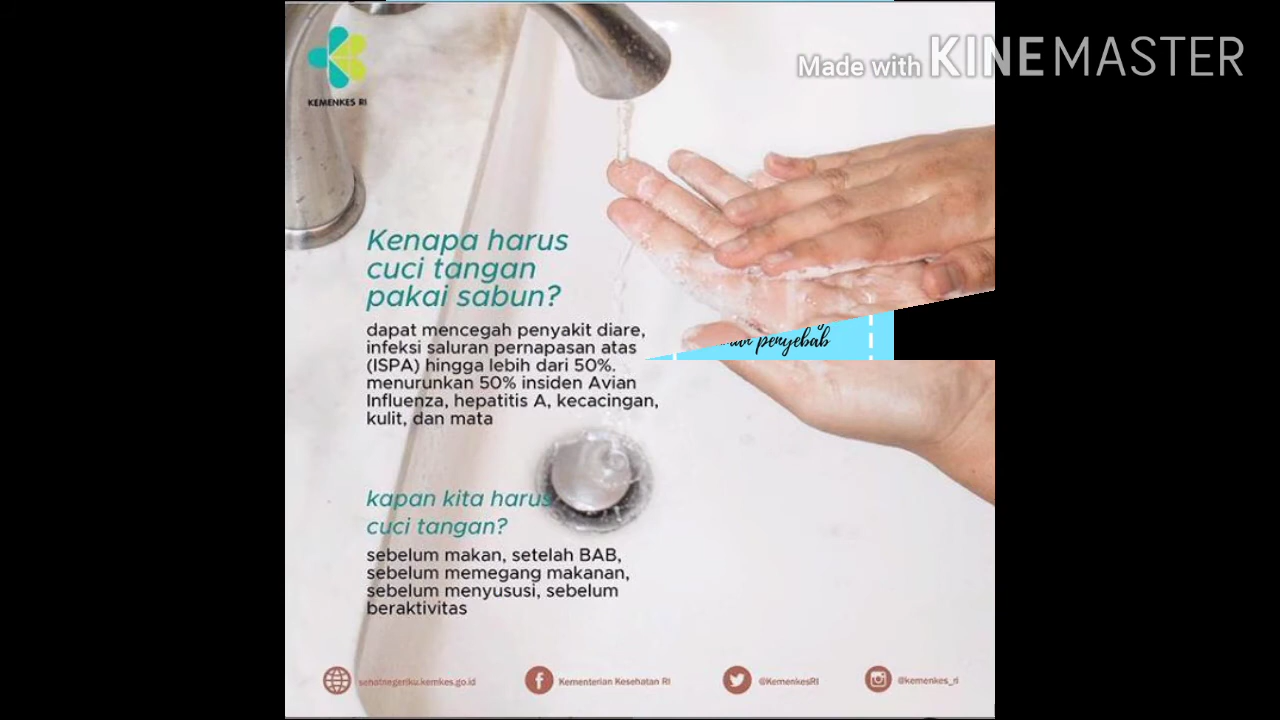 Made with KINEMASTER
KEMENKES RI
Kenapa harus
cuci tangan
pakai sabun?
dapat mencegah penyakit diare,
infeksi saluran pernapasan atas
(ISPA) hingga lebih dari 50%.
menurunkan 50% insiden Avian
Influenza, hepatitis A, kecacingan,
kulit, dan mata
penyebab
kapan kita harus
cuci tangan?
sebelum makan, setelah BAB,
sebelum memegang makanan,
sebelum menyususi, sebelum
beraktivitas
sehatnegeriku.kemkes.go.id
Kementerian Kesehatan RI
@KemenkesRI
@kemenkes_ri